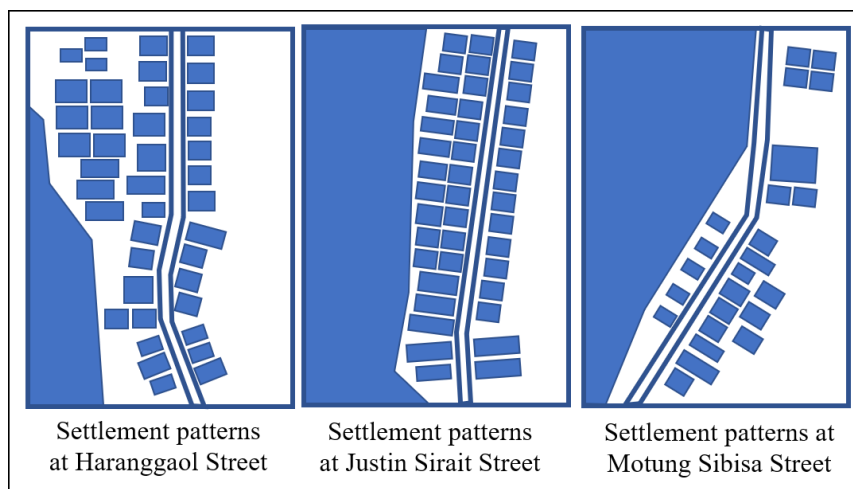 Settlement patterns
at Haranggaol Street
Settlement patterns
at Justin Sirait Street
Settlement patterns at
Motung Sibisa Street